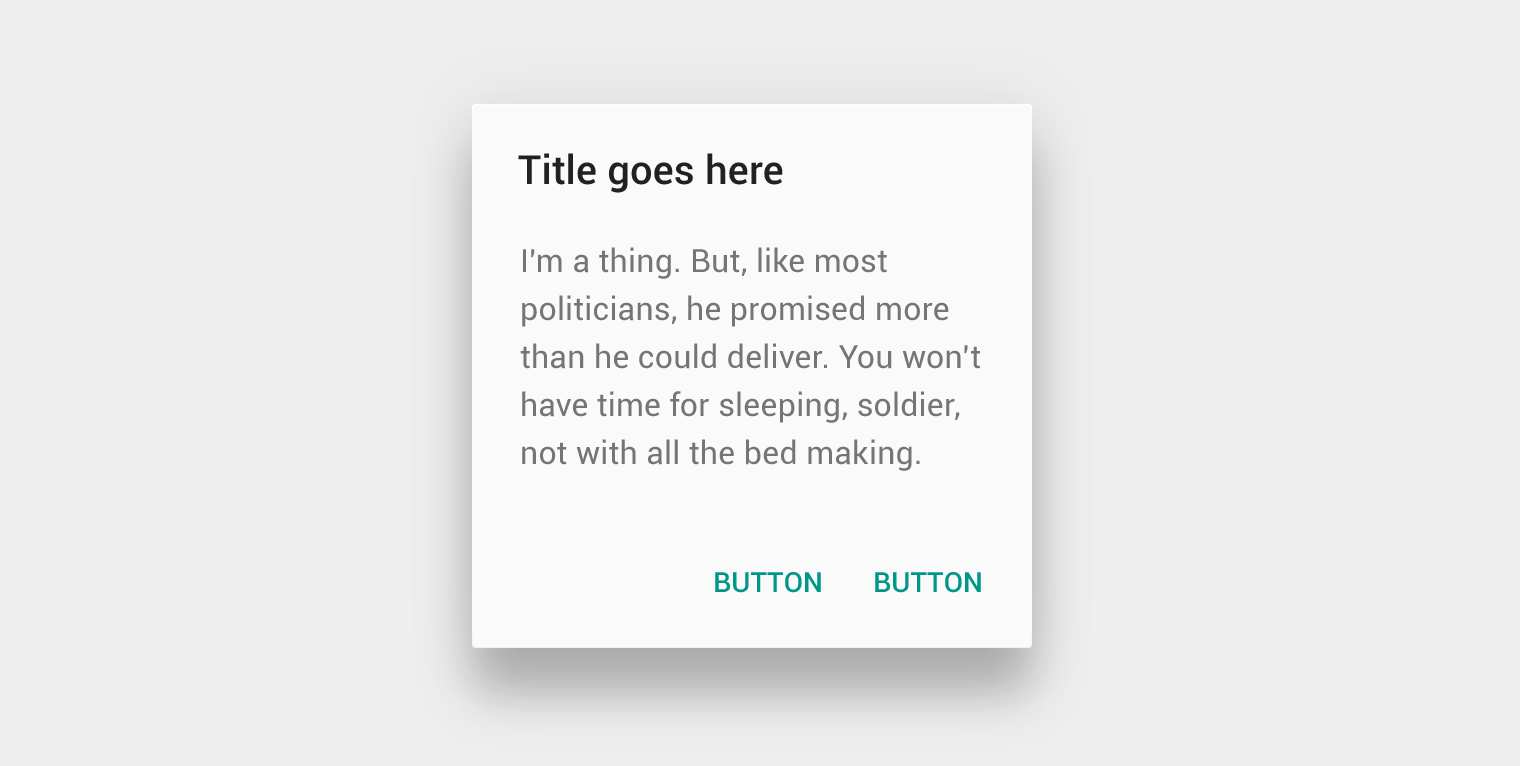 Title goes here
I'm a thing. But, like most
politicians, he promised more
than he could deliver. You won't
have time for sleeping, soldier,
not with all the bed making.
BUTTON BUTTON